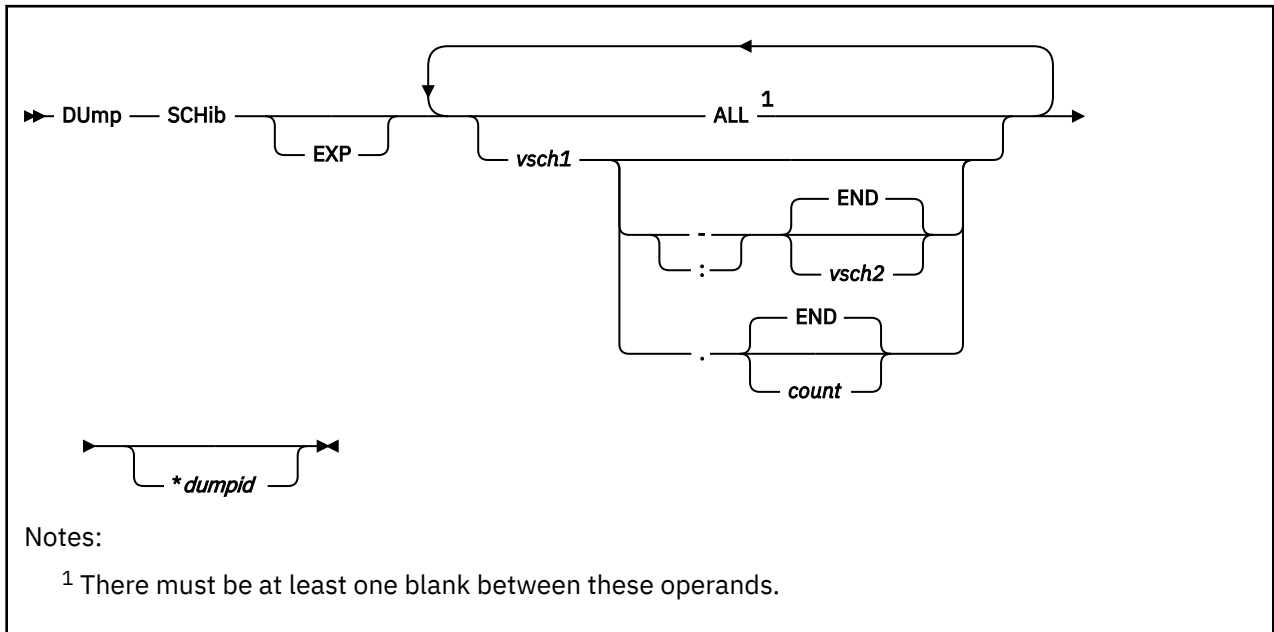 1
DUmp SCHib ALL
EXP
vsch1
END
-
:
vsch2
END
.
count
*dumpid
Notes:
1 There must be at least one blank between these operands.